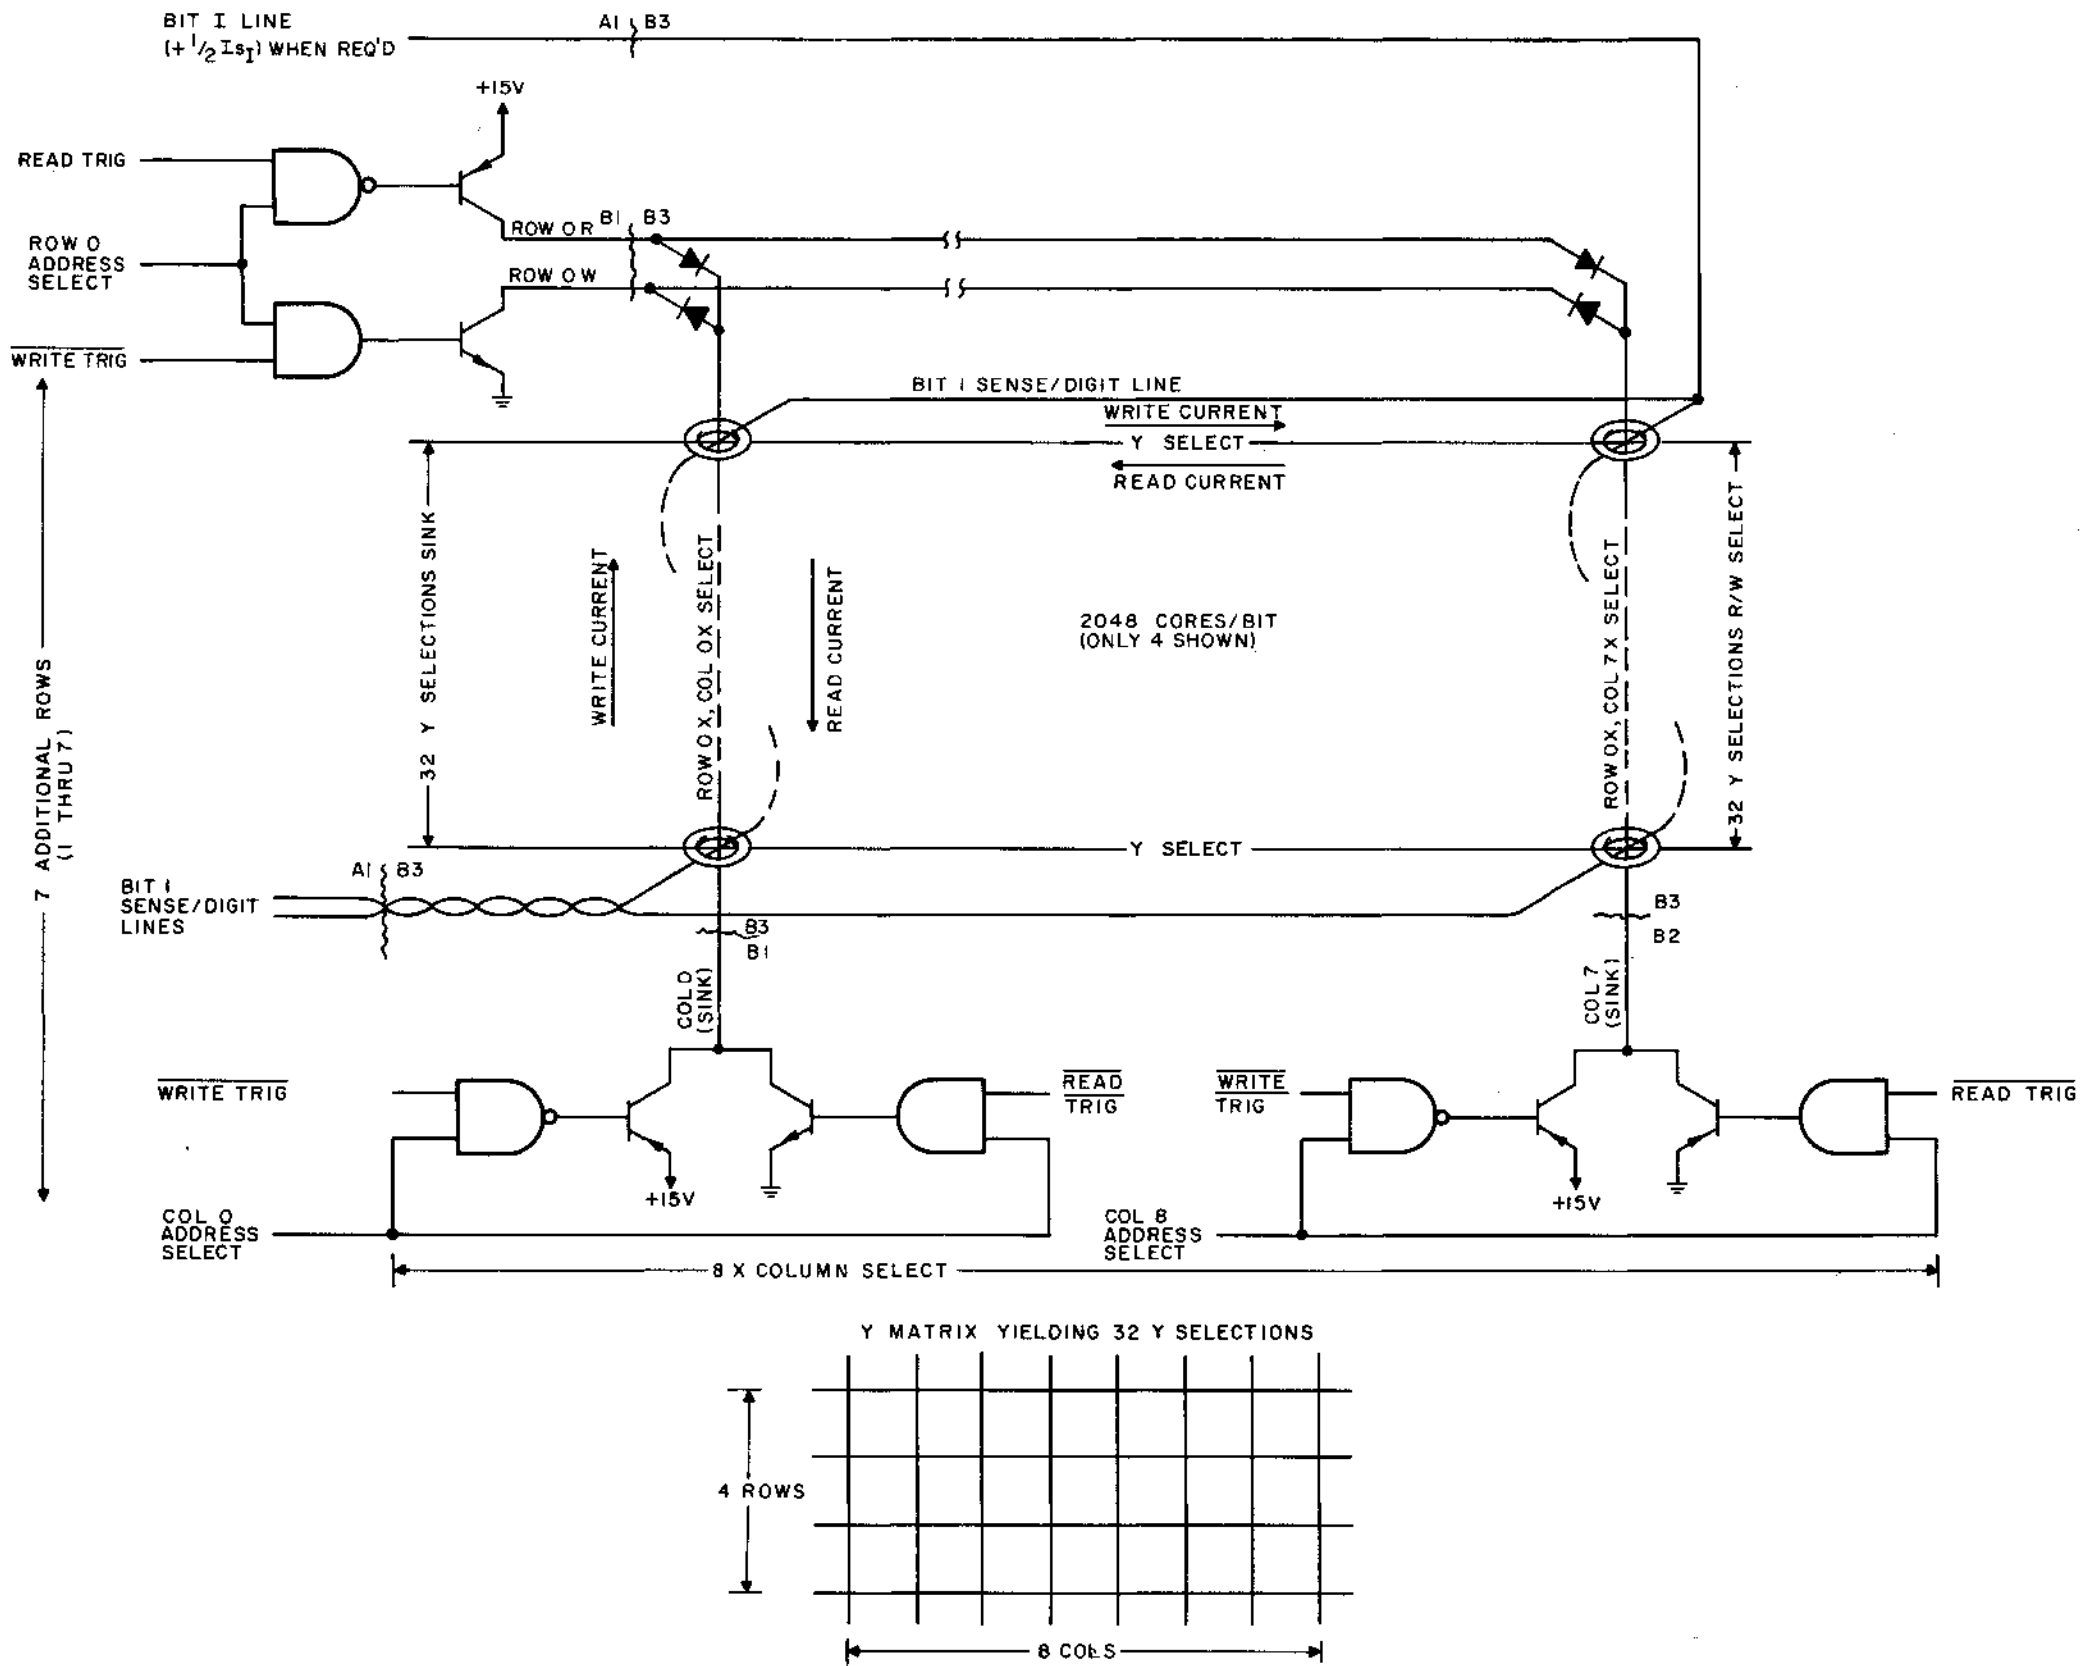 BIT I LINE
(+1/2 IsI) WHEN REQ'D
A1 B3
+15V
READ TRIG
ROW 0
ADDRESS
SELECT
WRITE TRIG
ROW 0R
B1 B3
ROW 0W
BIT 1 SENSE/DIGIT LINE
WRITE CURRENT
Y SELECT
READ CURRENT
32 Y SELECTIONS SINK
WRITE CURRENT
ROW 0X, COL 0X SELECT
READ CURRENT
2048 CORES/BIT
(ONLY 4 SHOWN)
ROW 0X, COL 7X SELECT
32 Y SELECTIONS R/W SELECT
7 ADDITIONAL ROWS
(1 THRU 7)
Y SELECT
A1 B3
BIT 1
SENSE/DIGIT
LINES
B3
B1
B3
B2
COL 0
(SINK)
COL 7
(SINK)
WRITE TRIG
READ
TRIG
WRITE
TRIG
READ TRIG
+15V
+15V
COL 0
ADDRESS
SELECT
COL 8
ADDRESS
SELECT
8 X COLUMN SELECT
Y MATRIX YIELDING 32 Y SELECTIONS
4 ROWS
8 COLS